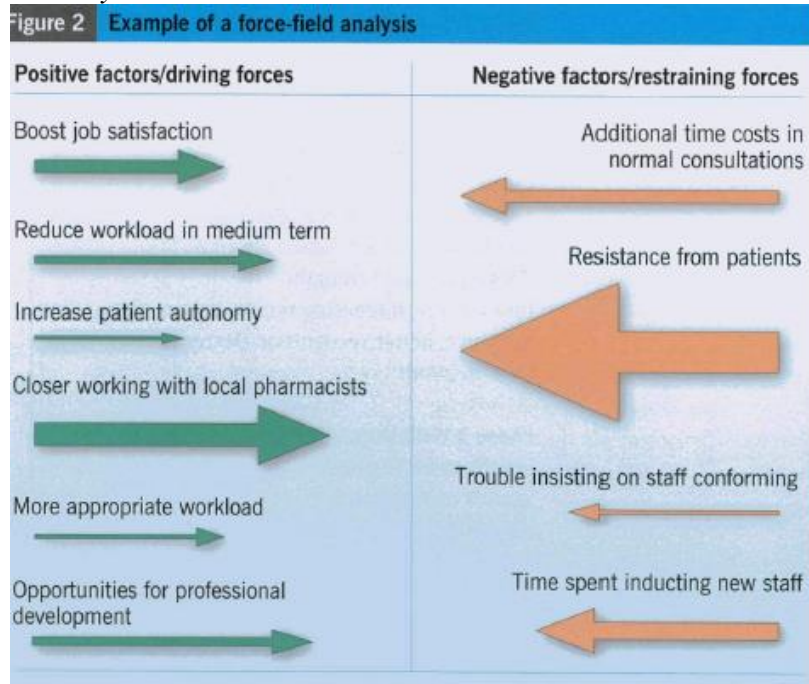 Figure 2 Example of a force-field analysis
Positive factors/driving forces
Negative factors/restraining forces
Boost job satisfaction
Reduce workload in medium term
Increase patient autonomy
Closer working with local pharmacists
More appropriate workload
Opportunities for professional
development
Additional time costs in
normal consultations
Resistance from patients
Trouble insisting on staff conforming
Time spent inducting new staff